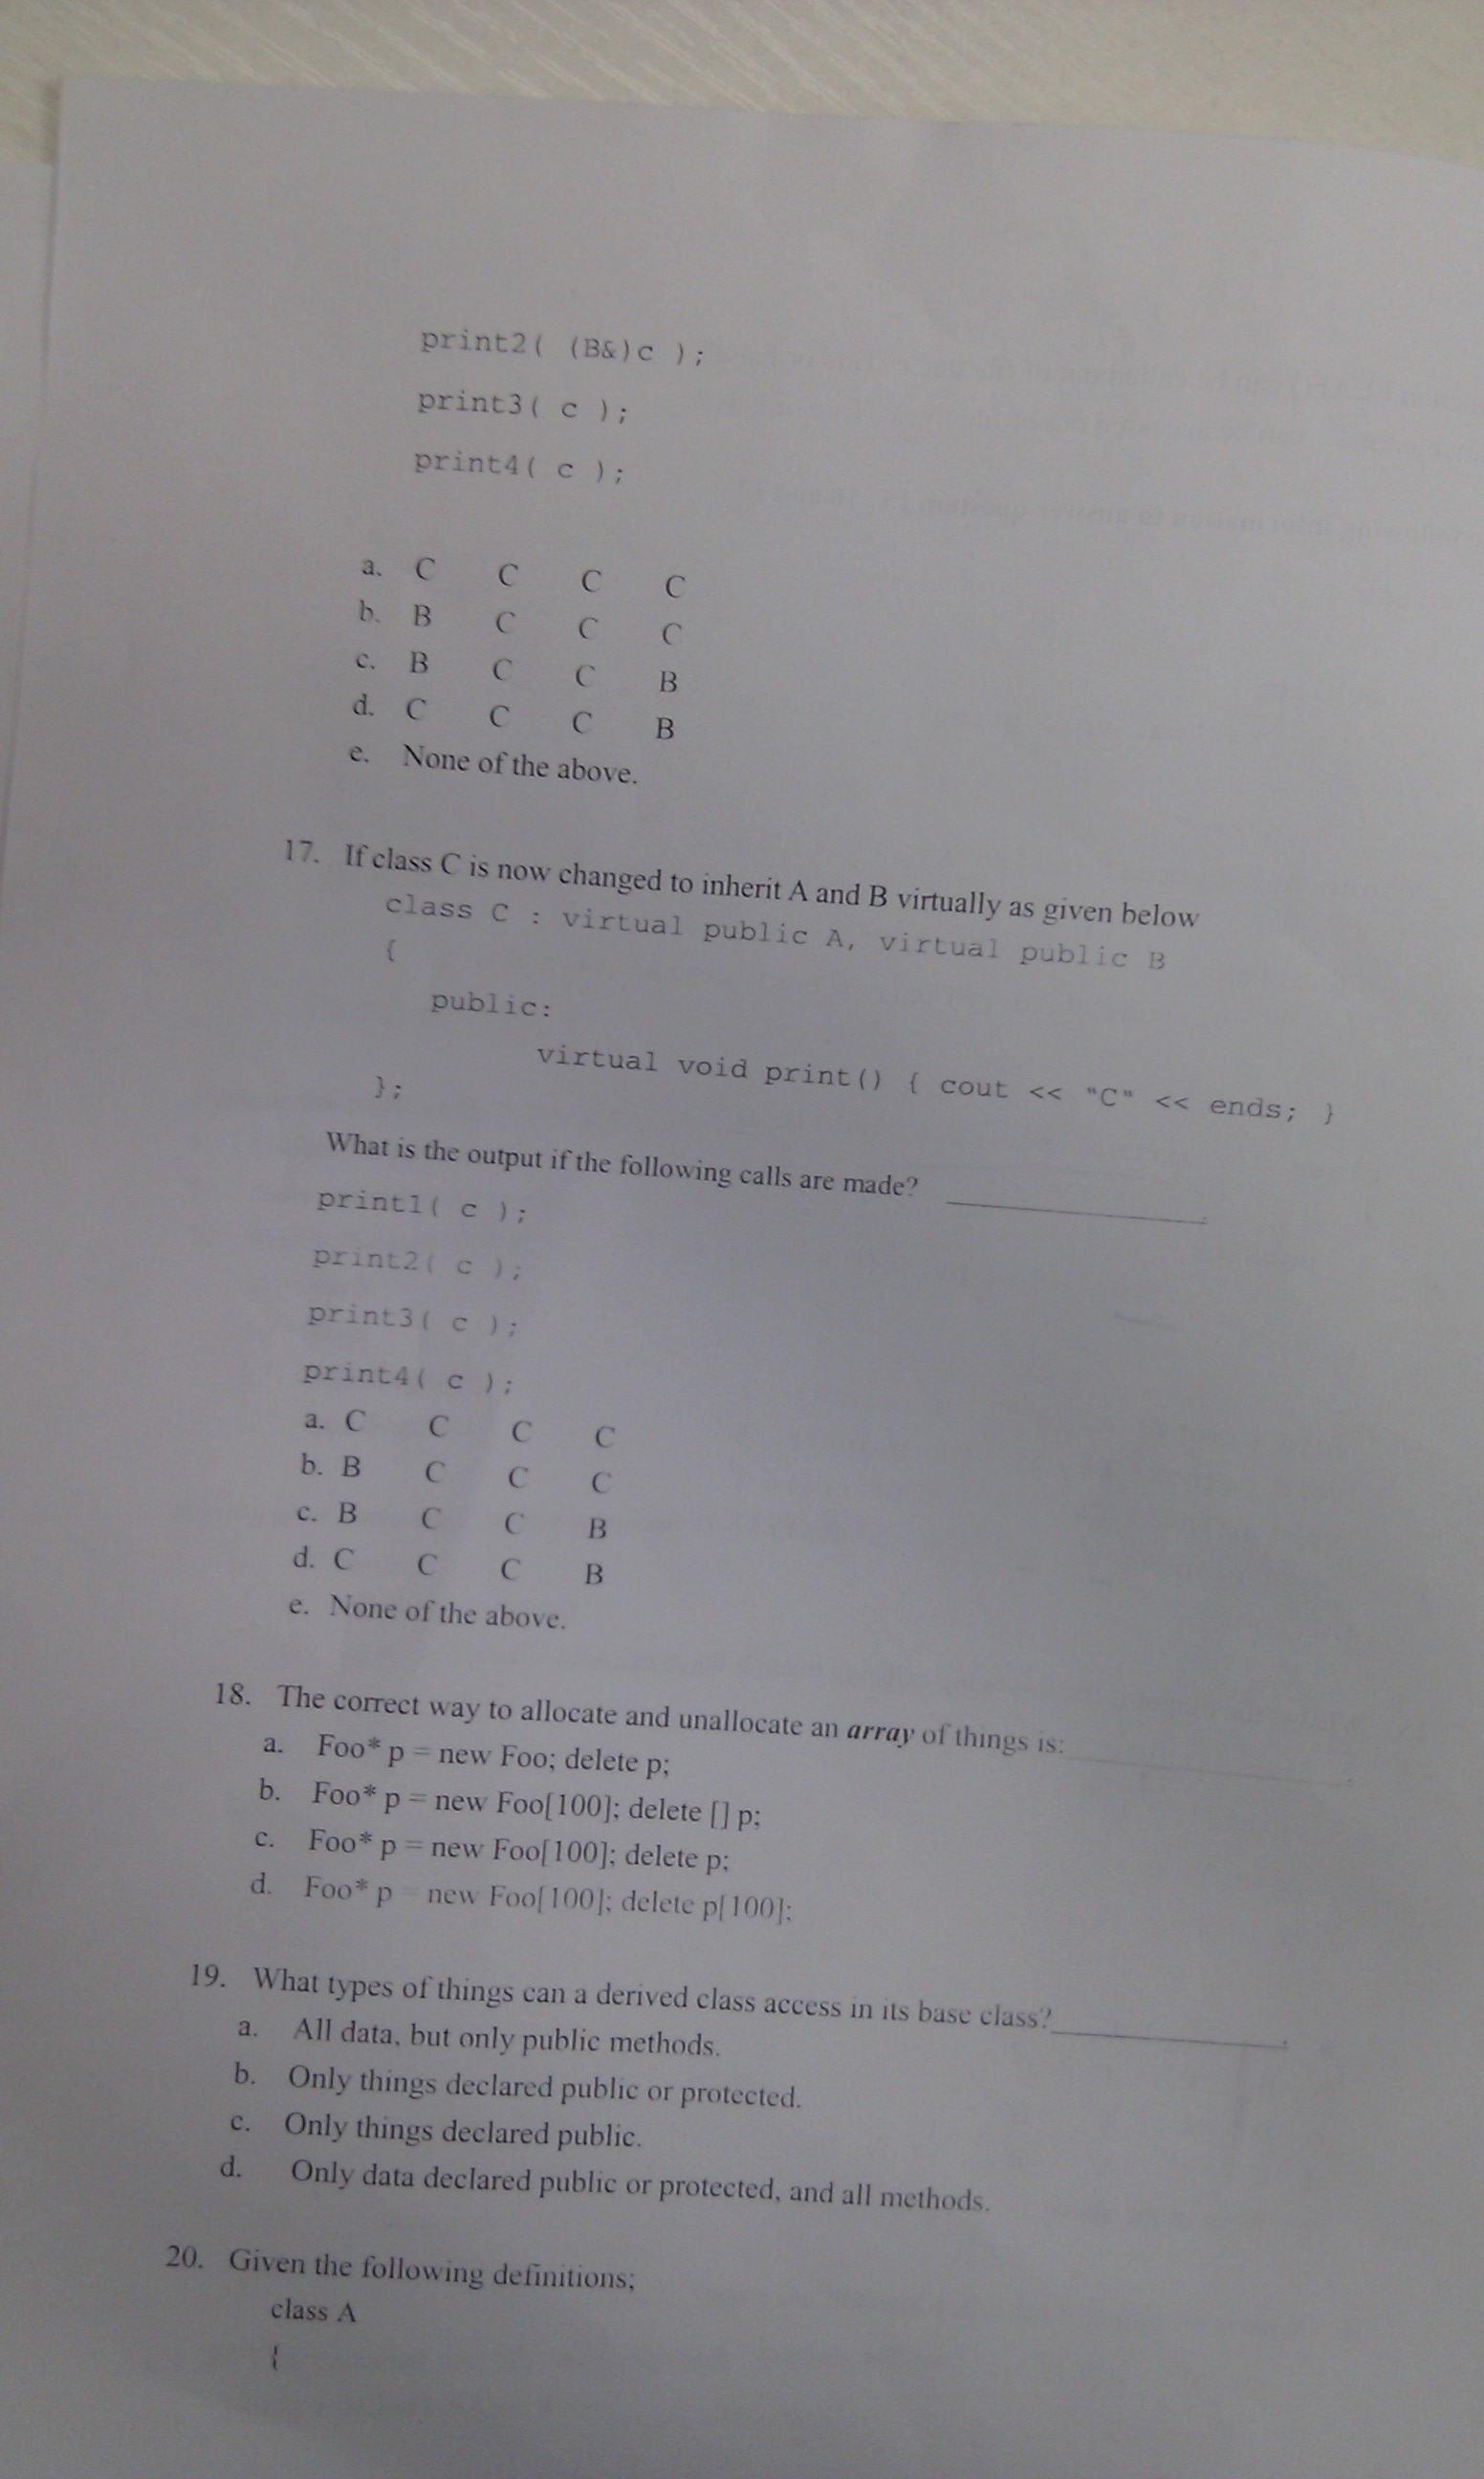 print2( (B&)c );
print3( c );
print4( c );
a. C C C C
b. B C C C
c. B C C B
d. C C C B
e. None of the above.
17. If class C is now changed to inherit A and B virtually as given below
class C : virtual public A, virtual public B
{
public:
virtual void print() { cout << "C" << ends; }
};
What is the output if the following calls are made? ____________.
print1( c );
print2( c );
print3( c );
print4( c );
a. C C C C
b. B C C C
c. B C C B
d. C C C B
e. None of the above.
18. The correct way to allocate and unallocate an array of things is: ____________.
a. Foo* p = new Foo; delete p;
b. Foo* p = new Foo[100]; delete [] p;
c. Foo* p = new Foo[100]; delete p;
d. Foo* p = new Foo[100]; delete p[100];
19. What types of things can a derived class access in its base class?____________.
a. All data, but only public methods.
b. Only things declared public or protected.
c. Only things declared public.
d. Only data declared public or protected, and all methods.
20. Given the following definitions;
class A
{